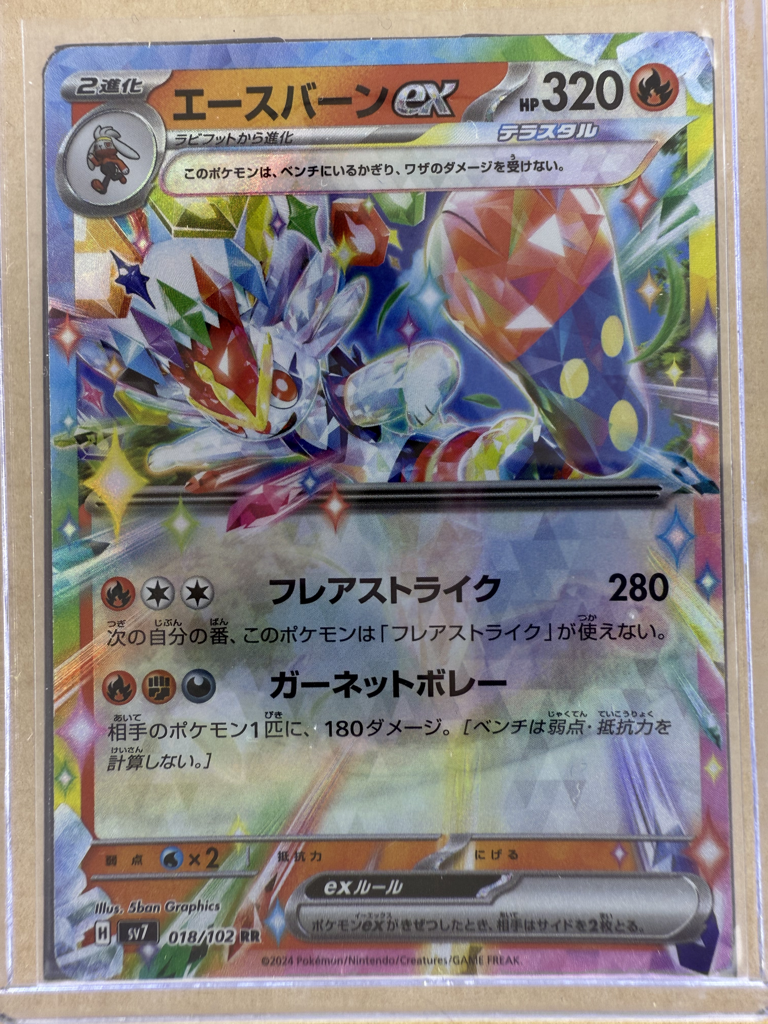 2進化
エースバーンex
HP320
ラビフットから進化
テラスタル
このポケモンは、ベンチにいるかぎり、ワザのダメージを受けない。
フレアストライク 280
次の自分の番、このポケモンは「フレアストライク」が使えない。
ガーネットボレー
相手のポケモン1匹に、180ダメージ。[ベンチは弱点・抵抗力を
計算しない。]
弱点 ×2 抵抗力 にげる
exルール
ポケモンexがきぜつしたとき、相手はサイドを2枚とる。
Illus. 5ban Graphics
H SV7 018/102 RR
©2024 Pokémon/Nintendo/Creatures/GAME FREAK.